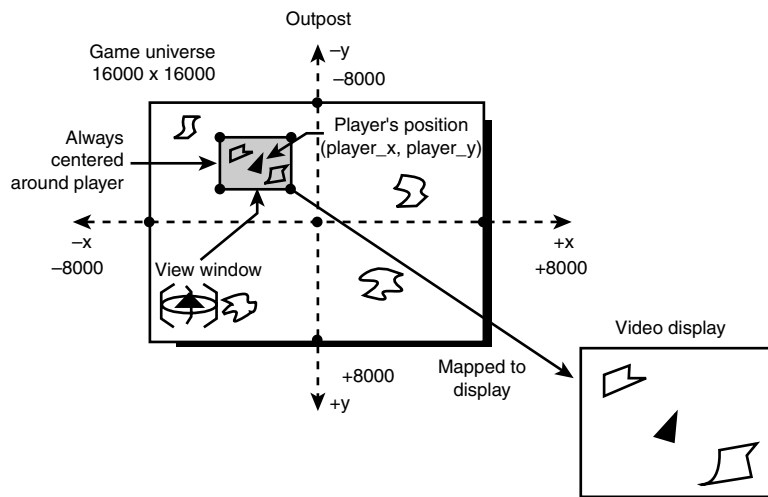 Outpost
Game universe
16000 x 16000
–y
–8000
Always
centered
around player
Player's position
(player_x, player_y)
–x
–8000
+x
+8000
View window
Video display
Mapped to
display
+8000
+y